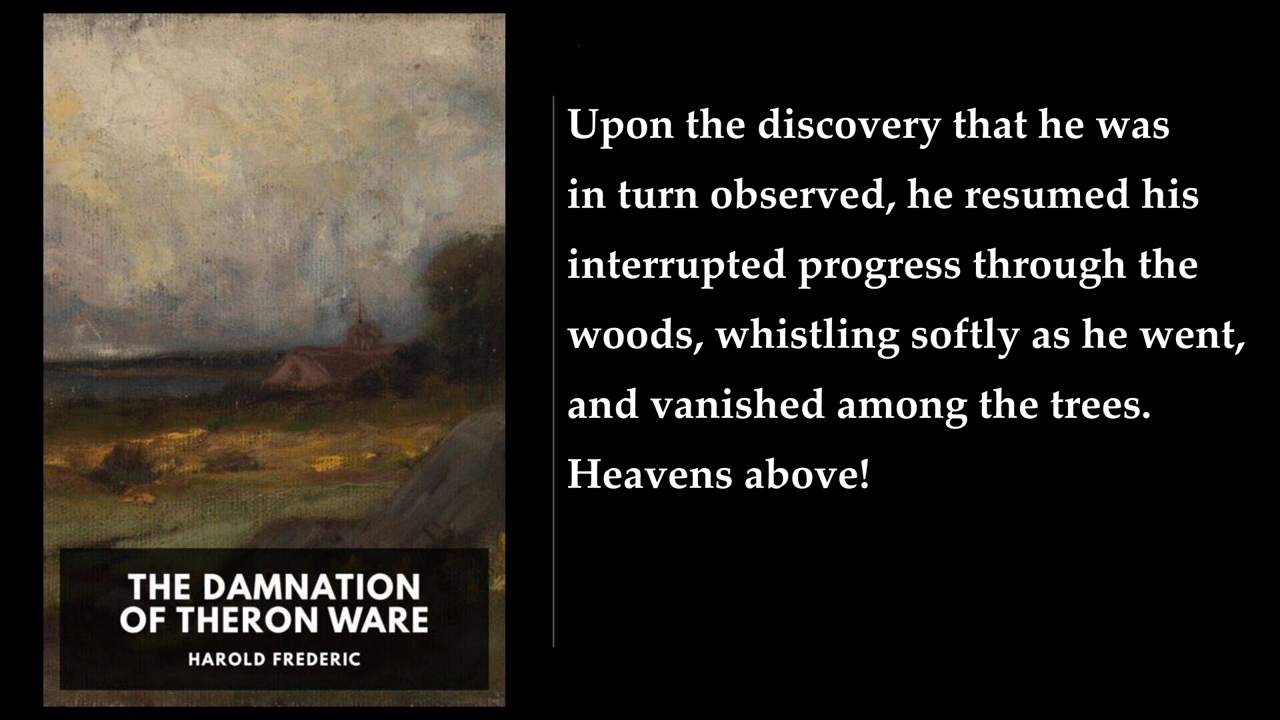 THE DAMNATION
OF THERON WARE
HAROLD FREDERIC
Upon the discovery that he was
in turn observed, he resumed his
interrupted progress through the
woods, whistling softly as he went,
and vanished among the trees.
Heavens above!